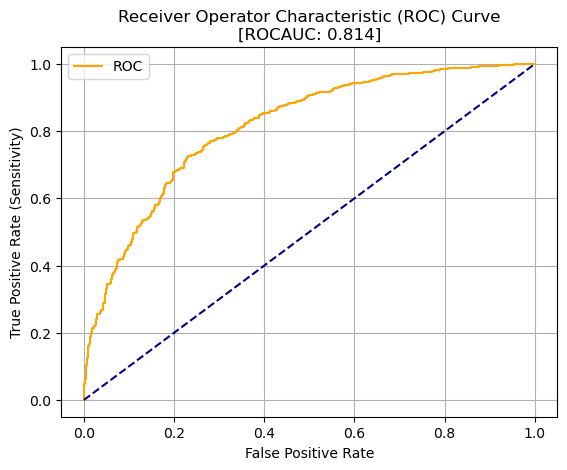 Receiver Operator Characteristic (ROC) Curve
[ROCAUC: 0.814]
ROC
True Positive Rate (Sensitivity)
1.0
0.8
0.6
0.4
0.2
0.0
0.0 0.2 0.4 0.6 0.8 1.0
False Positive Rate